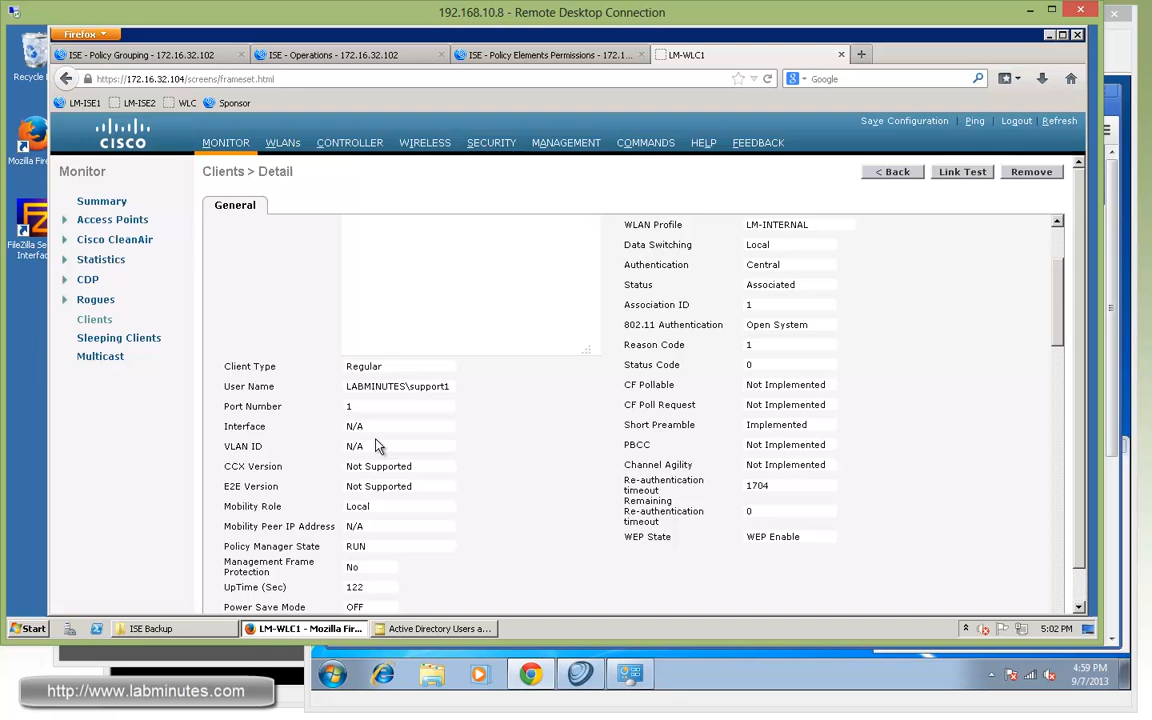 192.168.10.8 - Remote Desktop Connection
Firefox
ISE - Policy Grouping - 172.16.32.102
ISE - Operations - 172.16.32.102
ISE - Policy Elements Permissions - 172.1...
LM-WLC1
https://172.16.32.104/screens/frameset.html
Google
LM-ISE1
LM-ISE2
WLC
Sponsor
Save Configuration
Ping
Logout
Refresh
CISCO
MONITOR
WLANs
CONTROLLER
WIRELESS
SECURITY
MANAGEMENT
COMMANDS
HELP
FEEDBACK
Monitor
Summary
Access Points
Cisco CleanAir
Statistics
CDP
Rogues
Clients
Sleeping Clients
Multicast
Clients > Detail
< Back
Link Test
Remove
General
Client Type Regular
User Name LABMINUTES\support1
Port Number 1
Interface N/A
VLAN ID N/A
CCX Version Not Supported
E2E Version Not Supported
Mobility Role Local
Mobility Peer IP Address N/A
Policy Manager State RUN
Management Frame
Protection No
UpTime (Sec) 122
Power Save Mode OFF
WLAN Profile LM-INTERNAL
Data Switching Local
Authentication Central
Status Associated
Association ID 1
802.11 Authentication Open System
Reason Code 1
Status Code 0
CF Pollable Not Implemented
CF Poll Request Not Implemented
Short Preamble Implemented
PBCC Not Implemented
Channel Agility Not Implemented
Re-authentication
timeout 1704
Remaining
Re-authentication
timeout 0
WEP State WEP Enable
Recycle
Mozilla Fire
FileZilla Se
Interfac
Start
ISE Backup
LM-WLC1 - Mozilla Fir...
Active Directory Users a...
5:02 PM
http://www.labminutes.com
4:59 PM
9/7/2013